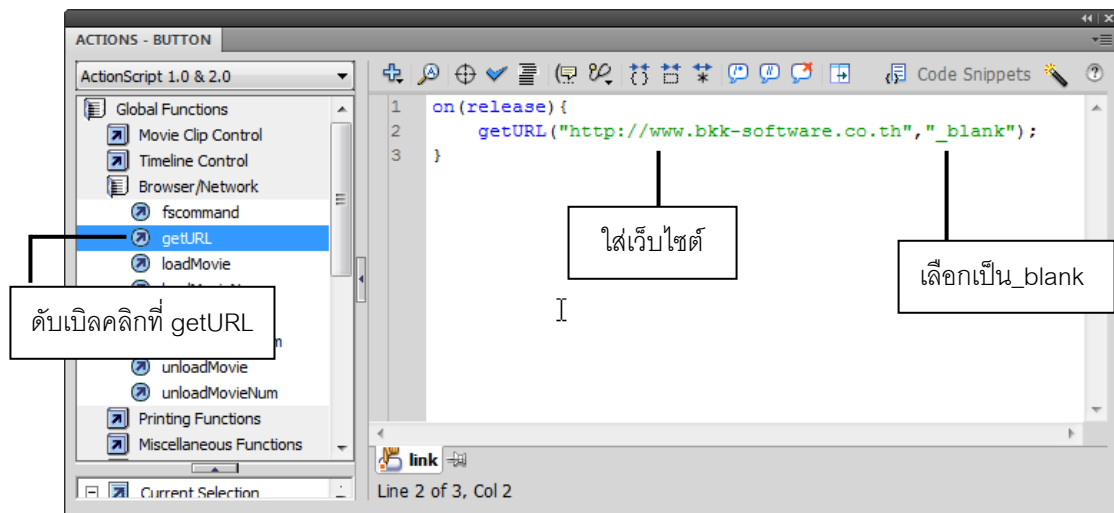 ACTIONS - BUTTON
ActionScript 1.0 & 2.0
Global Functions
Movie Clip Control
Timeline Control
Browser/Network
fscommand
getURL
loadMovie
unloadMovie
unloadMovieNum
Printing Functions
Miscellaneous Functions
Current Selection
ดับเบิลคลิกที่ getURL
Code Snippets
1 on(release){
2 getURL("http://www.bkk-software.co.th","_blank");
3 }
ใส่เว็บไซต์
เลือกเป็น_blank
link
Line 2 of 3, Col 2